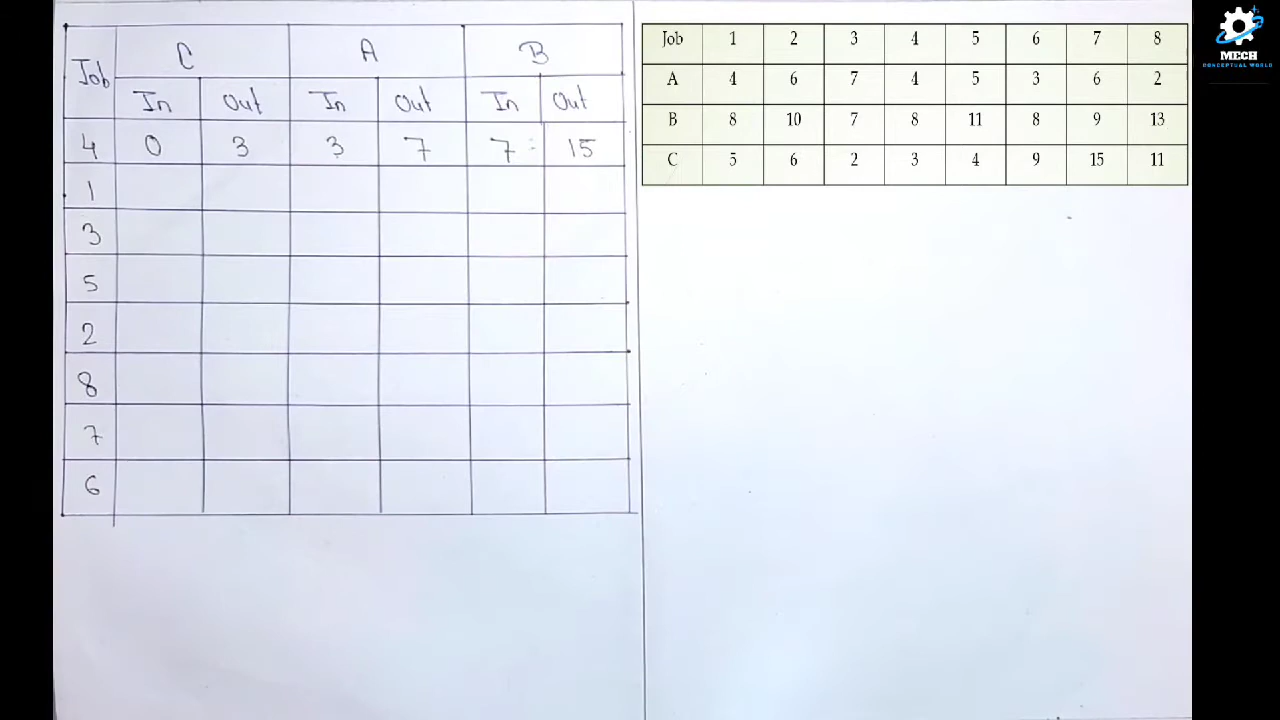 Job C A B
In Out In Out In Out
4 0 3 3 7 7 15
1
3
5
2
8
7
6
Job 1 2 3 4 5 6 7 8
A 4 6 7 4 5 3 6 2
B 8 10 7 8 11 8 9 13
C 5 6 2 3 4 9 15 11
MECH
CONCEPTUAL WORLD